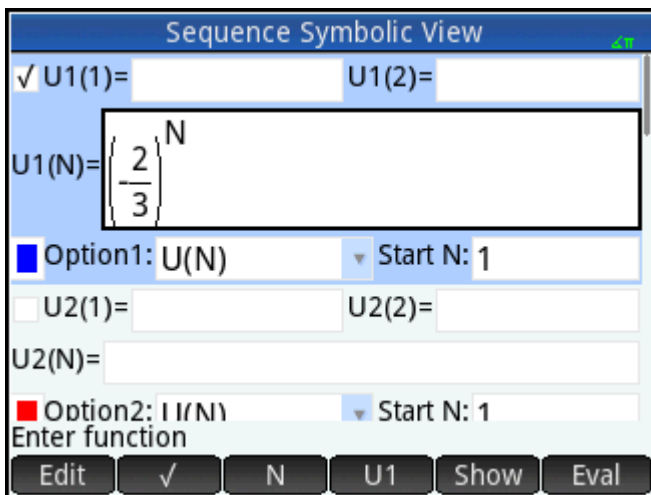 Sequence Symbolic View
∠π
√ U1(1)= U1(2)=
U1(N)= (-2/3)^N
Option1: U(N) Start N: 1
U2(1)= U2(2)=
U2(N)=
Option2: U(N) Start N: 1
Enter function
Edit √ N U1 Show Eval